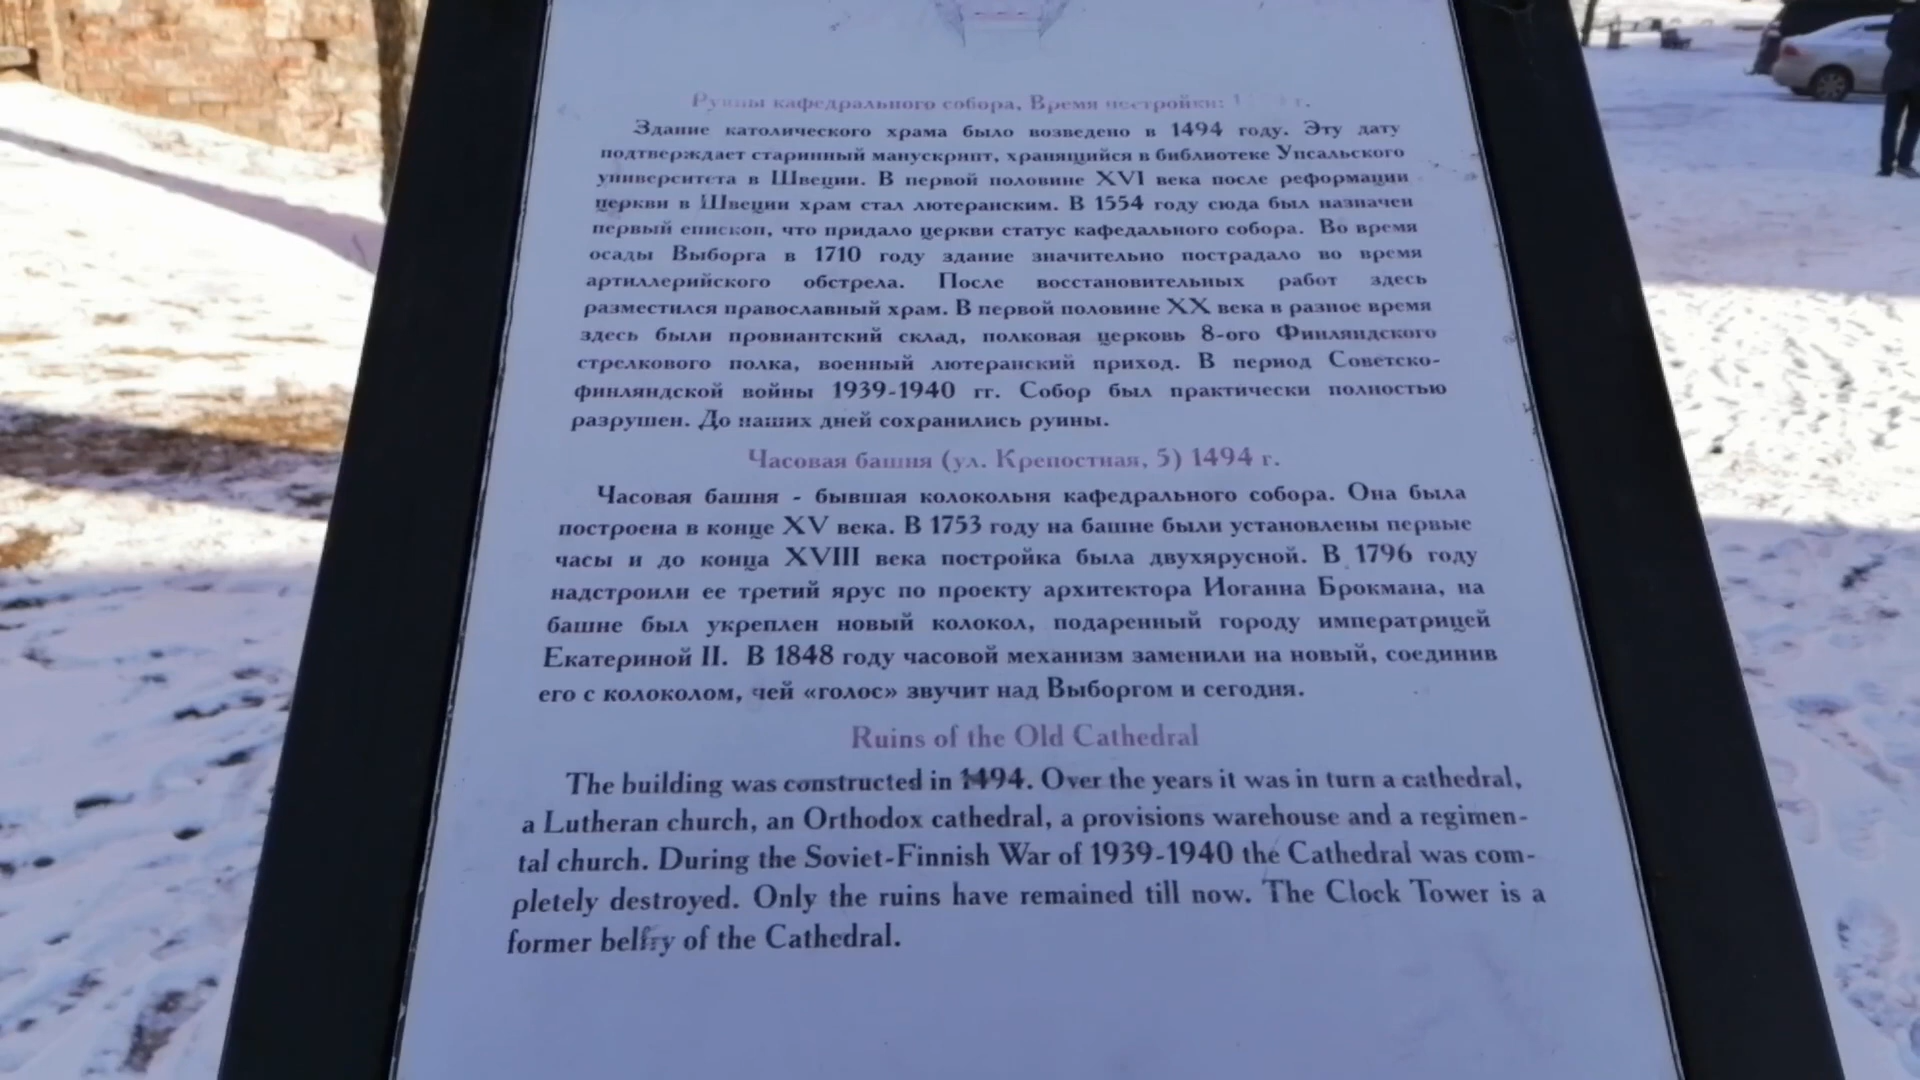 Руины кафедрального собора, Время постройки:
Здание католического храма было возведено в 1494 году. Эту дату
подтверждает старинный манускрипт, хранящийся в библиотеке Упсальского
университета в Швеции. В первой половине XVI века после реформации
церкви в Швеции храм стал лютеранским. В 1554 году сюда был назначен
первый епископ, что придало церкви статус кафедального собора. Во время
осады Выборга в 1710 году здание значительно пострадало во время
артиллерийского обстрела. После восстановительных работ здесь
разместился православный храм. В первой половине XX века в разное время
здесь были провиантский склад, полковая церковь 8-ого Финляндского
стрелкового полка, военный лютеранский приход. В период Советско-
финляндской войны 1939-1940 гг. Собор был практически полностью
разрушен. До наших дней сохранились руины.
Часовая башня (ул. Крепостная, 5) 1494 г.
Часовая башня - бывшая колокольня кафедрального собора. Она была
построена в конце XV века. В 1753 году на башне были установлены первые
часы и до конца XVIII века постройка была двухярусной. В 1796 году
надстроили ее третий ярус по проекту архитектора Иоганна Брокмана, на
башне был укреплен новый колокол, подаренный городу императрицей
Екатериной II. В 1848 году часовой механизм заменили на новый, соединив
его с колоколом, чей «голос» звучит над Выборгом и сегодня.
Ruins of the Old Cathedral
The building was constructed in 1494. Over the years it was in turn a cathedral,
a Lutheran church, an Orthodox cathedral, a provisions warehouse and a regimen-
tal church. During the Soviet-Finnish War of 1939-1940 the Cathedral was com-
pletely destroyed. Only the ruins have remained till now. The Clock Tower is a
former belfry of the Cathedral.